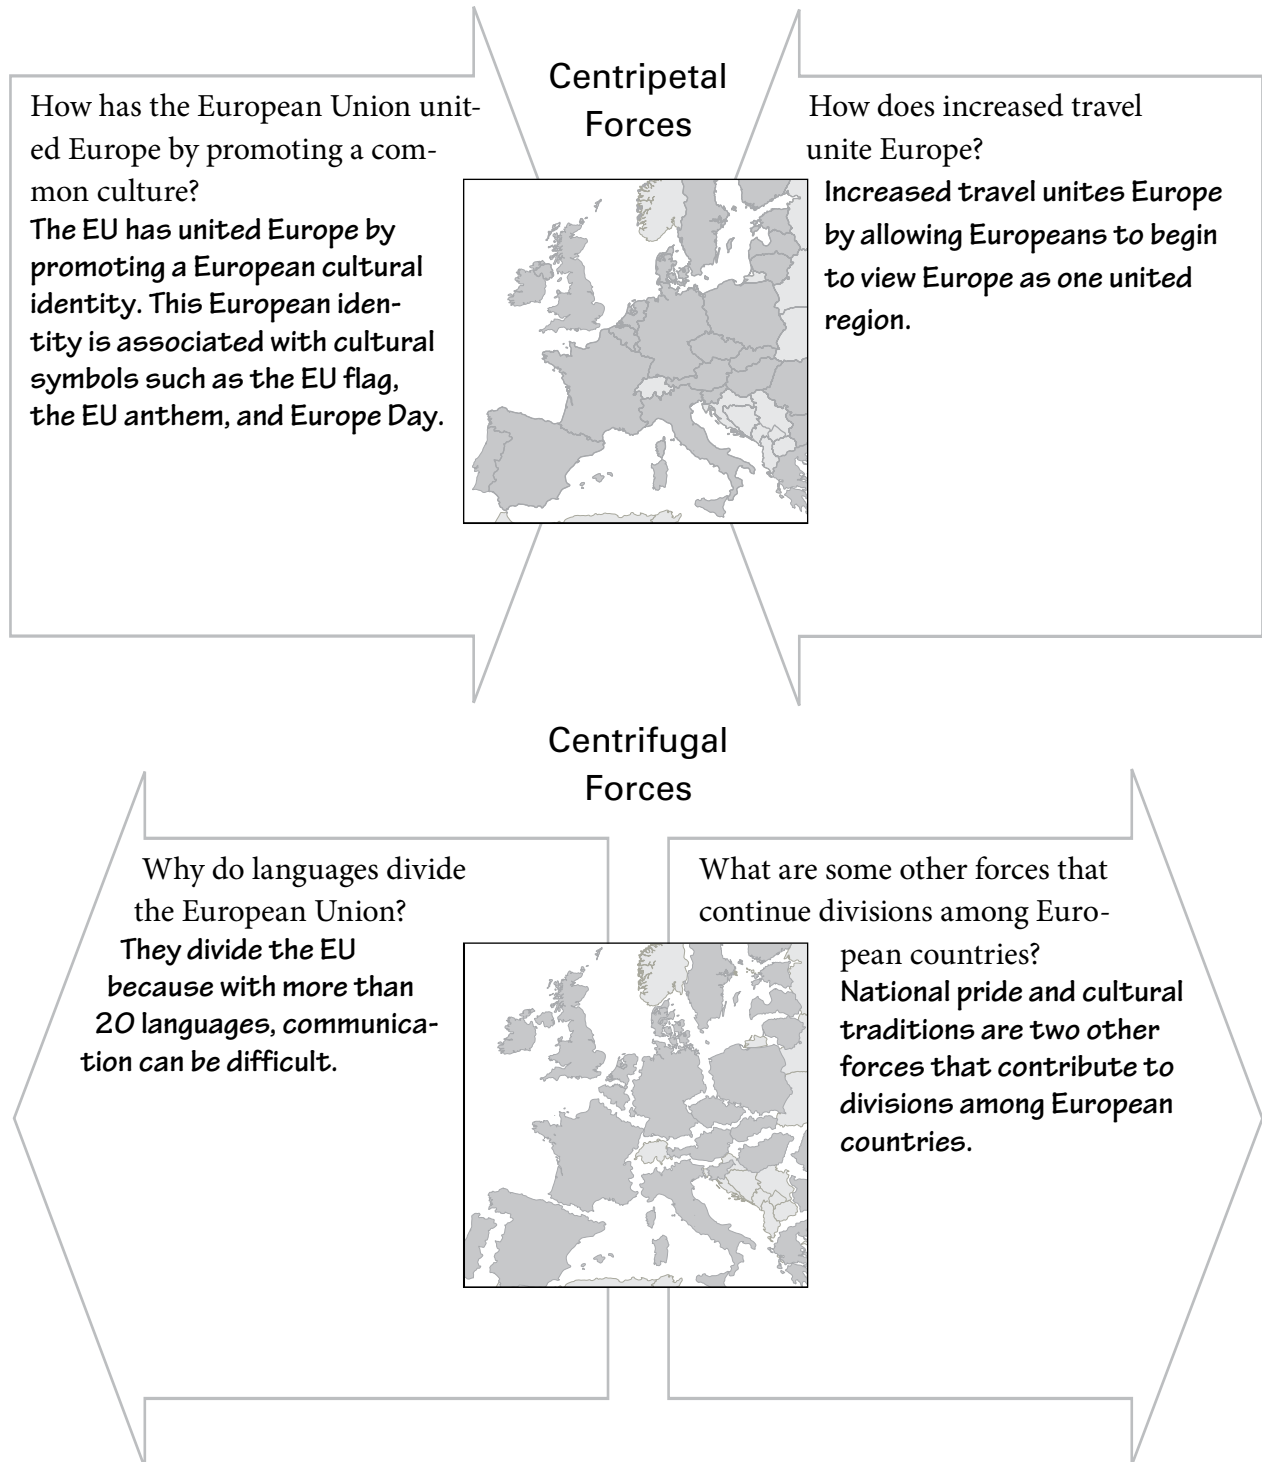 Centripetal
Forces
How has the European Union unit-
ed Europe by promoting a com-
mon culture?
The EU has united Europe by
promoting a European cultural
identity. This European iden-
tity is associated with cultural
symbols such as the EU flag,
the EU anthem, and Europe Day.
How does increased travel
unite Europe?
Increased travel unites Europe
by allowing Europeans to begin
to view Europe as one united
region.
Centrifugal
Forces
Why do languages divide
the European Union?
They divide the EU
because with more than
20 languages, communica-
tion can be difficult.
What are some other forces that
continue divisions among Euro-
pean countries?
National pride and cultural
traditions are two other
forces that contribute to
divisions among European
countries.